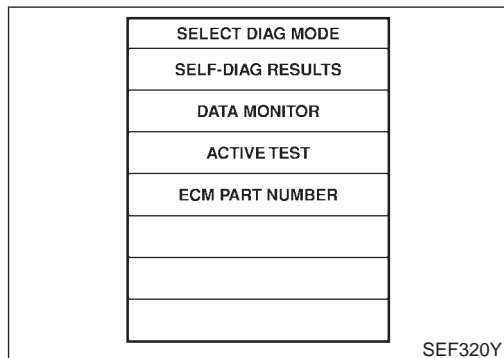 SELECT DIAG MODE
SELF-DIAG RESULTS
DATA MONITOR
ACTIVE TEST
ECM PART NUMBER
SEF320Y